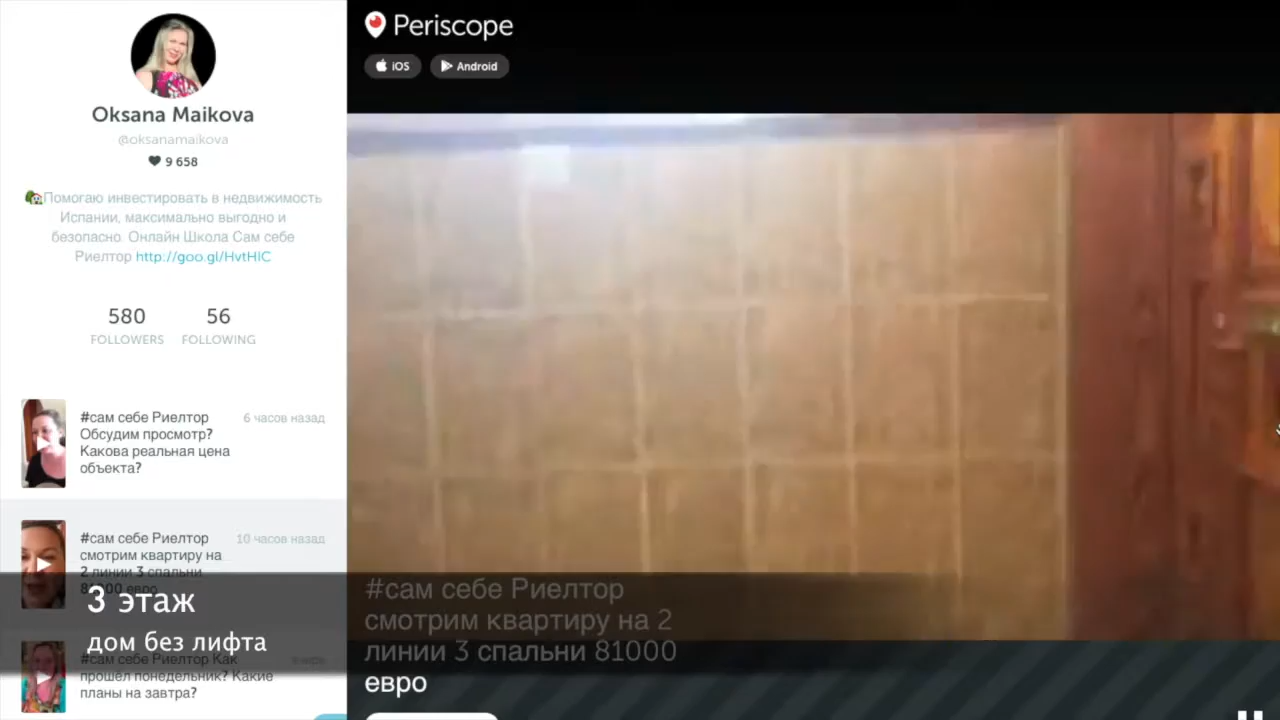 Oksana Maikova
@oksanamaikova
9 658
Помогаю инвестировать в недвижимость
Испании, максимально выгодно и
безопасно. Онлайн Школа Сам себе
Риелтор http://goo.gl/HvtHIC
580
56
FOLLOWERS
FOLLOWING
#сам себе Риелтор
6 часов назад
Обсудим просмотр?
Какова реальная цена
объекта?
#сам себе Риелтор
10 часов назад
смотрим квартиру на
2 линии 3 спальни
3 этаж
дом без лифта
#сам себе Риелтор Как
прошёл понедельник? Какие
планы на завтра?
Periscope
iOS
Android
#сам себе Риелтор
смотрим квартиру на 2
линии 3 спальни 81000
евро